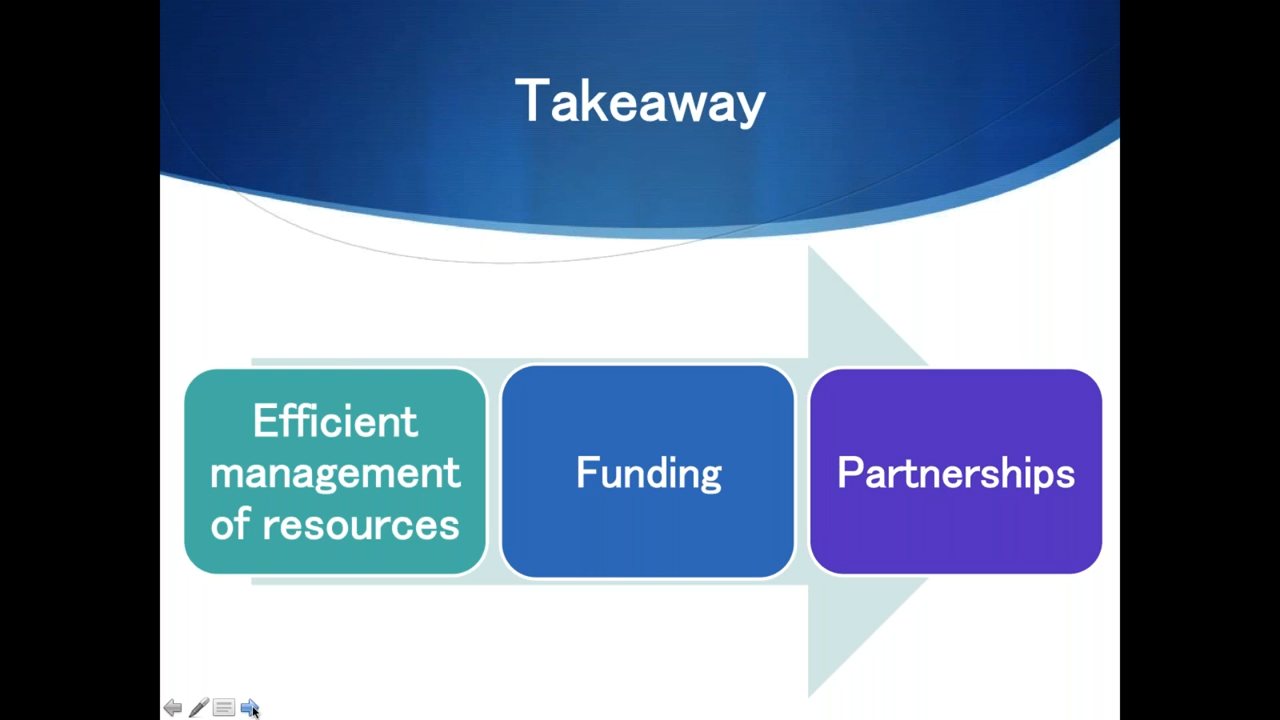 Takeaway
Efficient
management
of resources
Funding
Partnerships